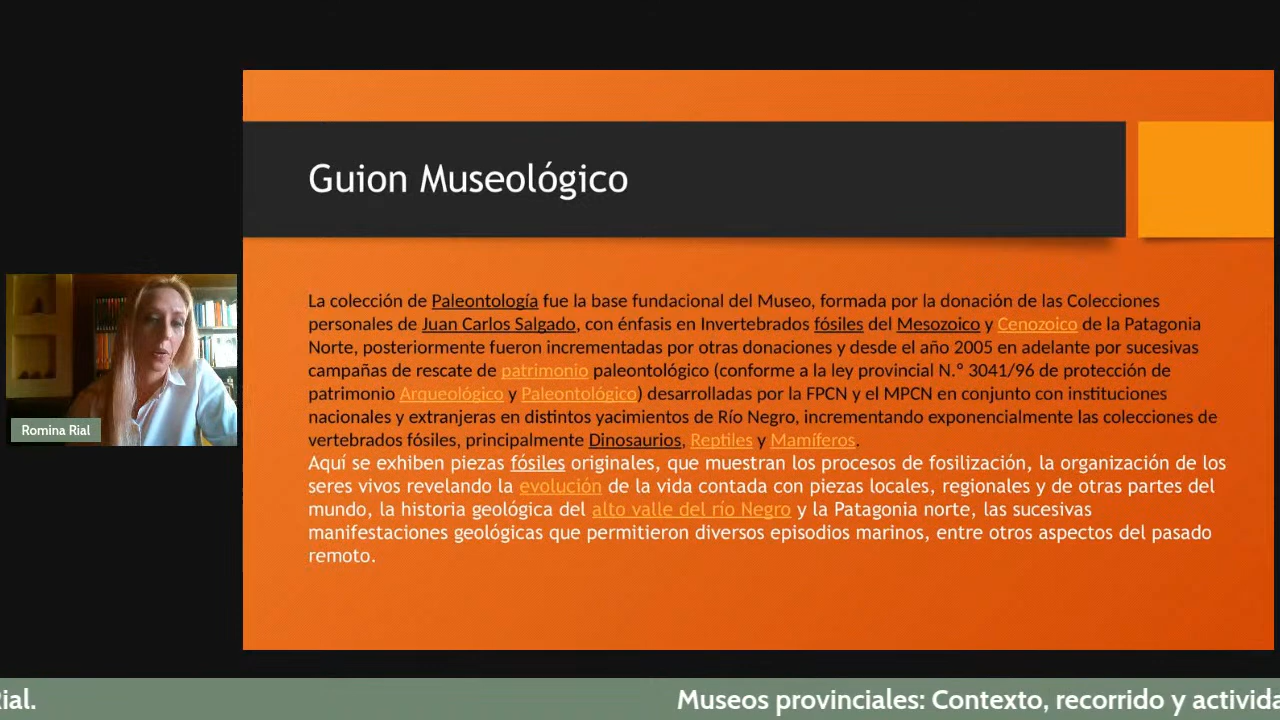 Guion Museológico
La colección de Paleontología fue la base fundacional del Museo, formada por la donación de las Colecciones
personales de Juan Carlos Salgado, con énfasis en Invertebrados fósiles del Mesozoico y Cenozoico de la Patagonia
Norte, posteriormente fueron incrementadas por otras donaciones y desde el año 2005 en adelante por sucesivas
campañas de rescate de patrimonio paleontológico (conforme a la ley provincial N.º 3041/96 de protección de
patrimonio Arqueológico y Paleontológico) desarrolladas por la FPCN y el MPCN en conjunto con instituciones
nacionales y extranjeras en distintos yacimientos de Río Negro, incrementando exponencialmente las colecciones de
vertebrados fósiles, principalmente Dinosaurios, Reptiles y Mamíferos.
Aquí se exhiben piezas fósiles originales, que muestran los procesos de fosilización, la organización de los
seres vivos revelando la evolución de la vida contada con piezas locales, regionales y de otras partes del
mundo, la historia geológica del alto valle del río Negro y la Patagonia norte, las sucesivas
manifestaciones geológicas que permitieron diversos episodios marinos, entre otros aspectos del pasado
remoto.
Romina Rial
ial. Museos provinciales: Contexto, recorrido y activida